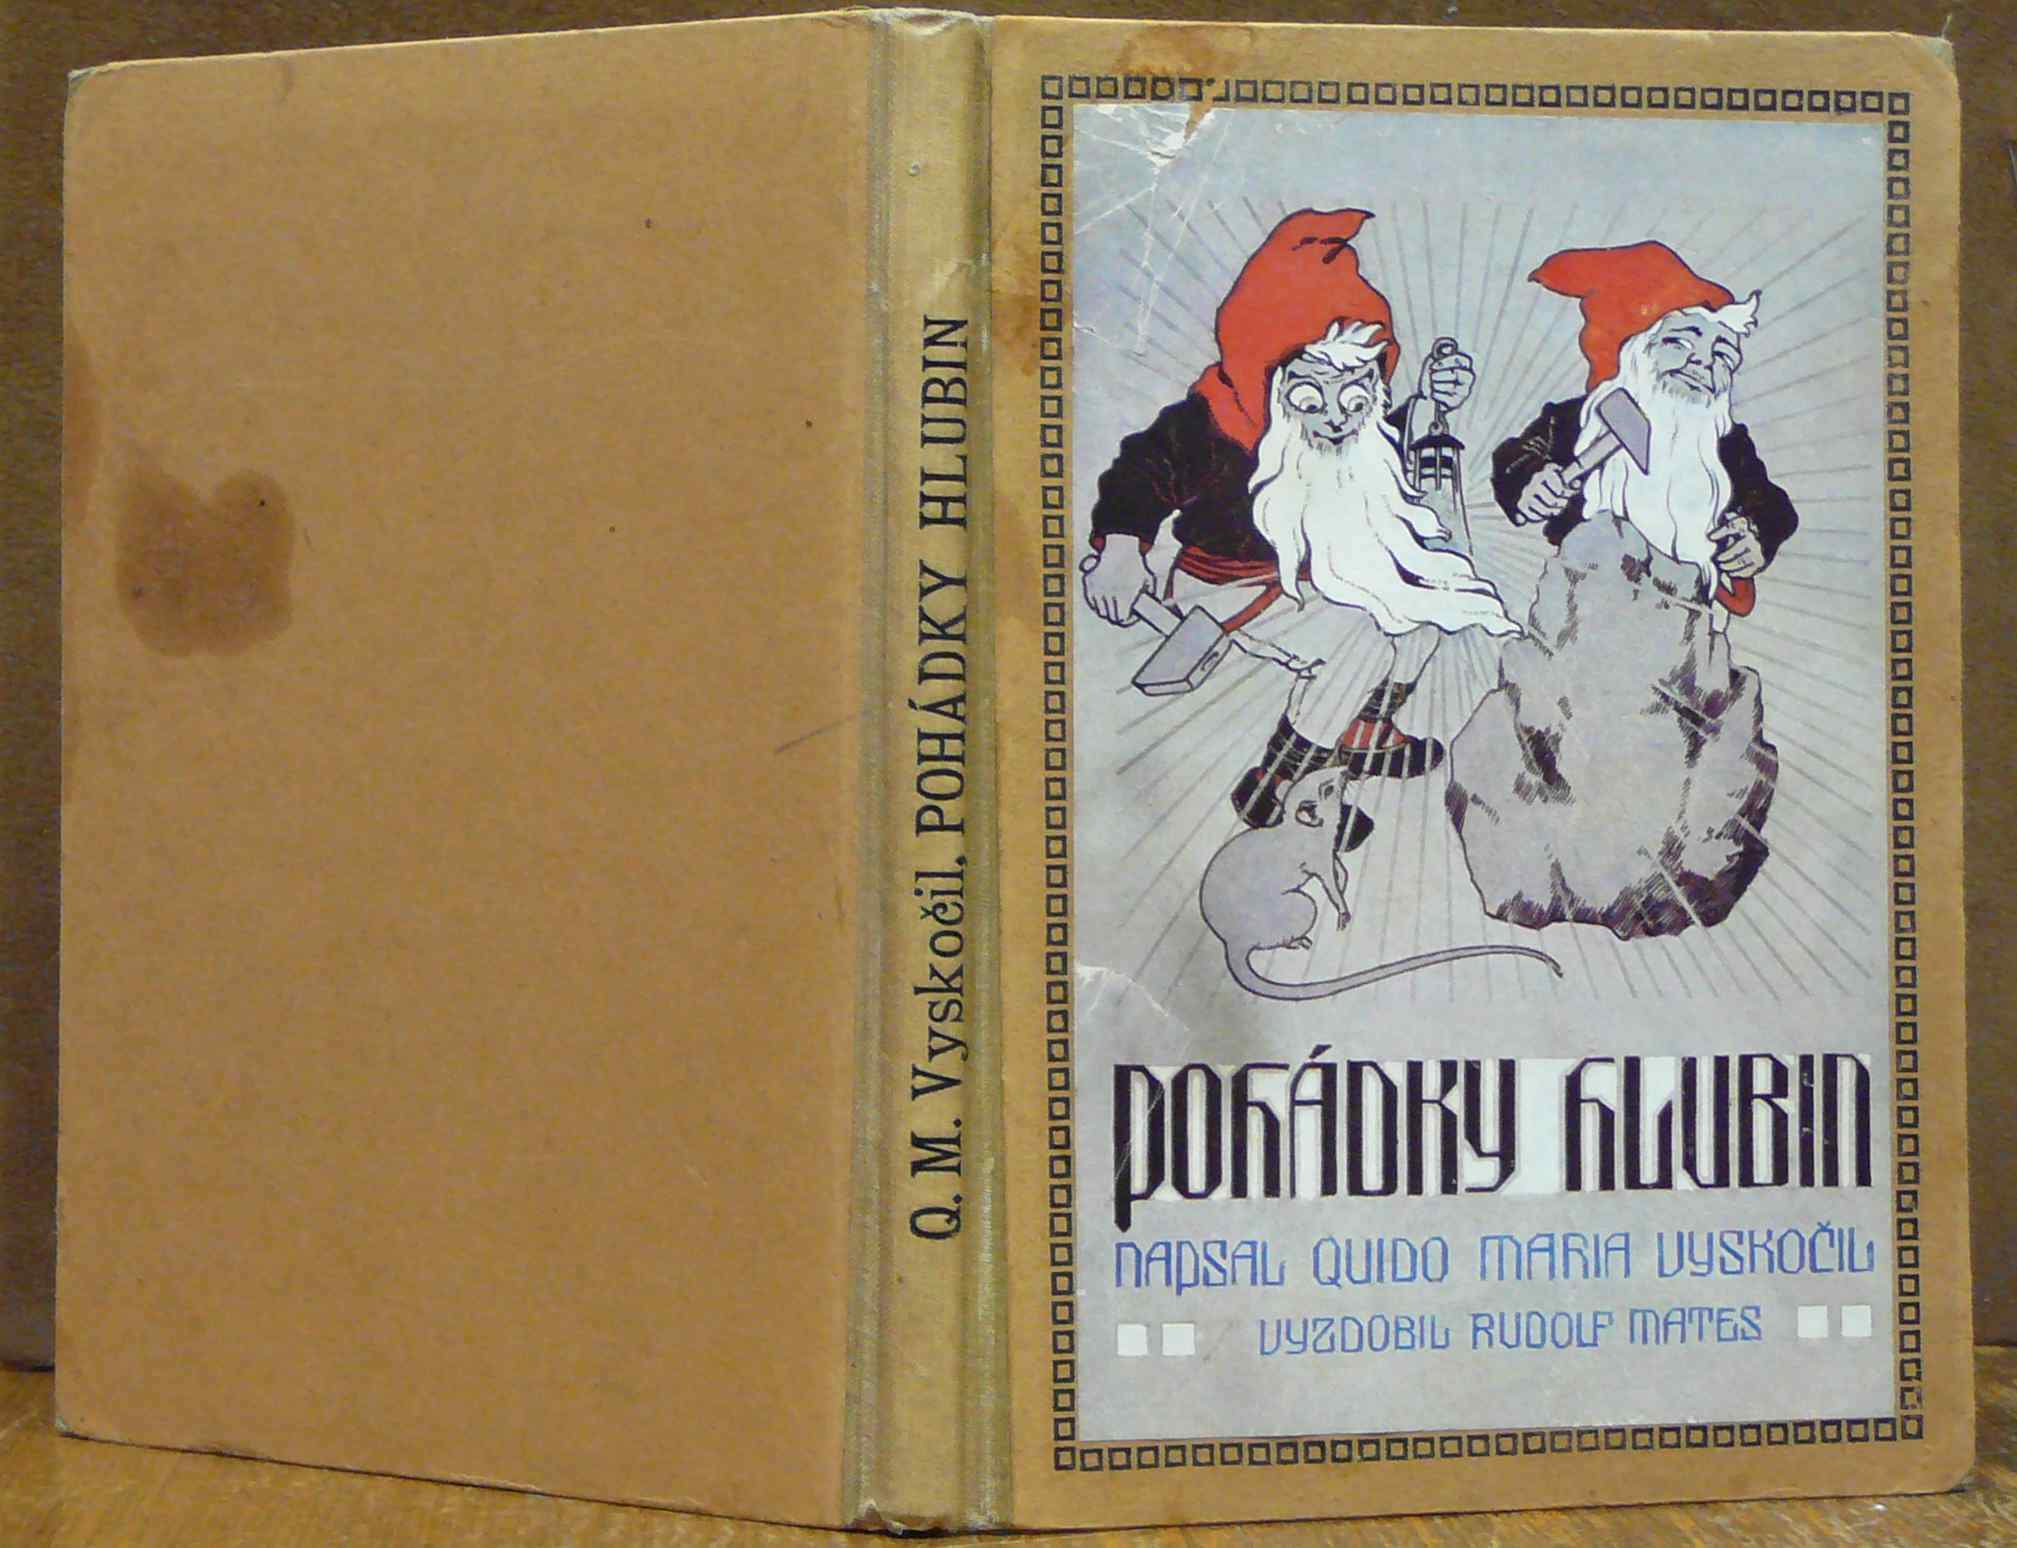 Q. M. Vyskočil, POHÁDKY HLUBIN
POHÁDKY HLUBIN
NAPSAL QUIDO MARIA VYSKOČIL
VYZDOBIL RUDOLF MATES